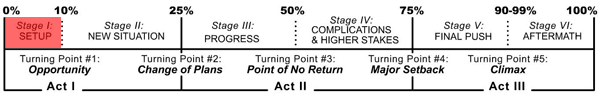 0% 10% 25% 50% 75% 90-99% 100%
Stage I: Stage II: Stage III: Stage IV: Stage V: Stage VI:
SETUP NEW SITUATION PROGRESS COMPLICATIONS & HIGHER STAKES FINAL PUSH AFTERMATH
Turning Point #1: Turning Point #2: Turning Point #3: Turning Point #4: Turning Point #5:
Opportunity Change of Plans Point of No Return Major Setback Climax
Act I Act II Act III